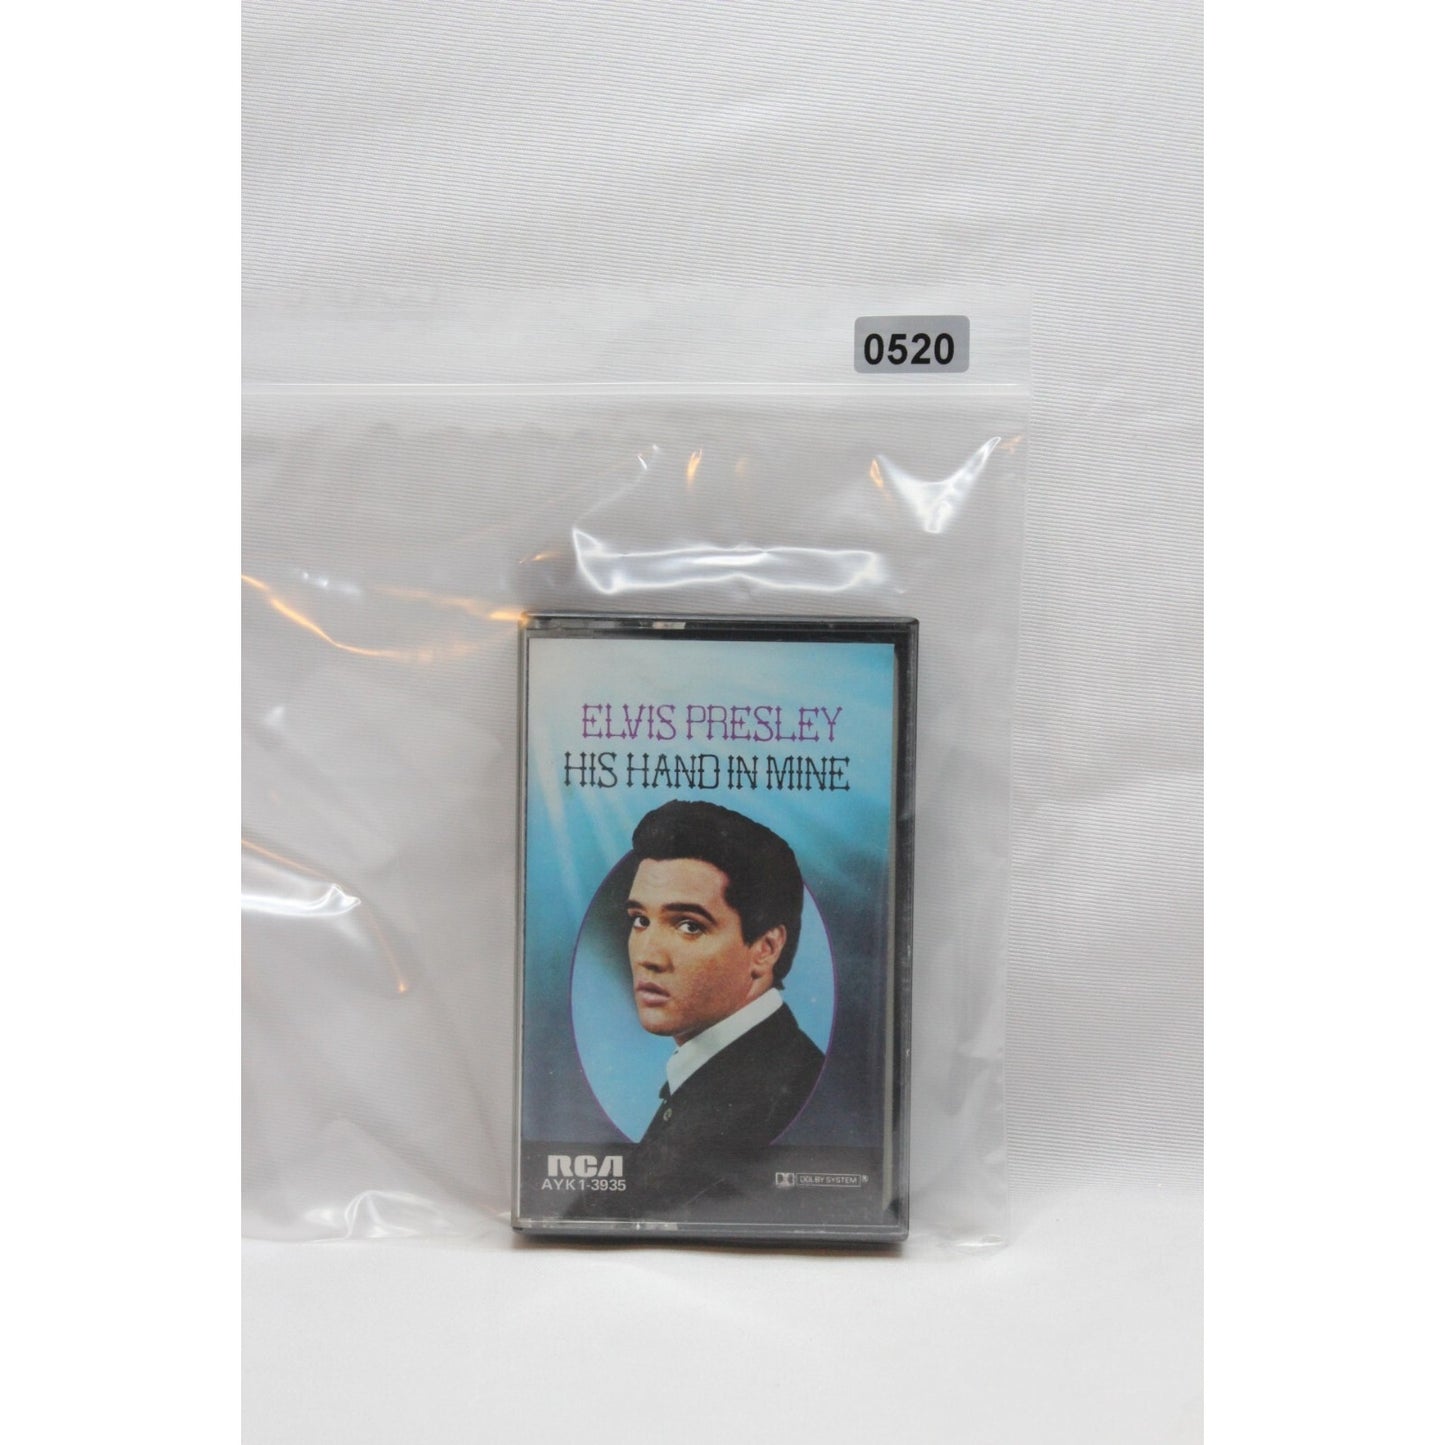 0520
ELVIS PRESLEY
HIS HAND IN MINE
RCA
AYK1-3935
DOLBY SYSTEM®